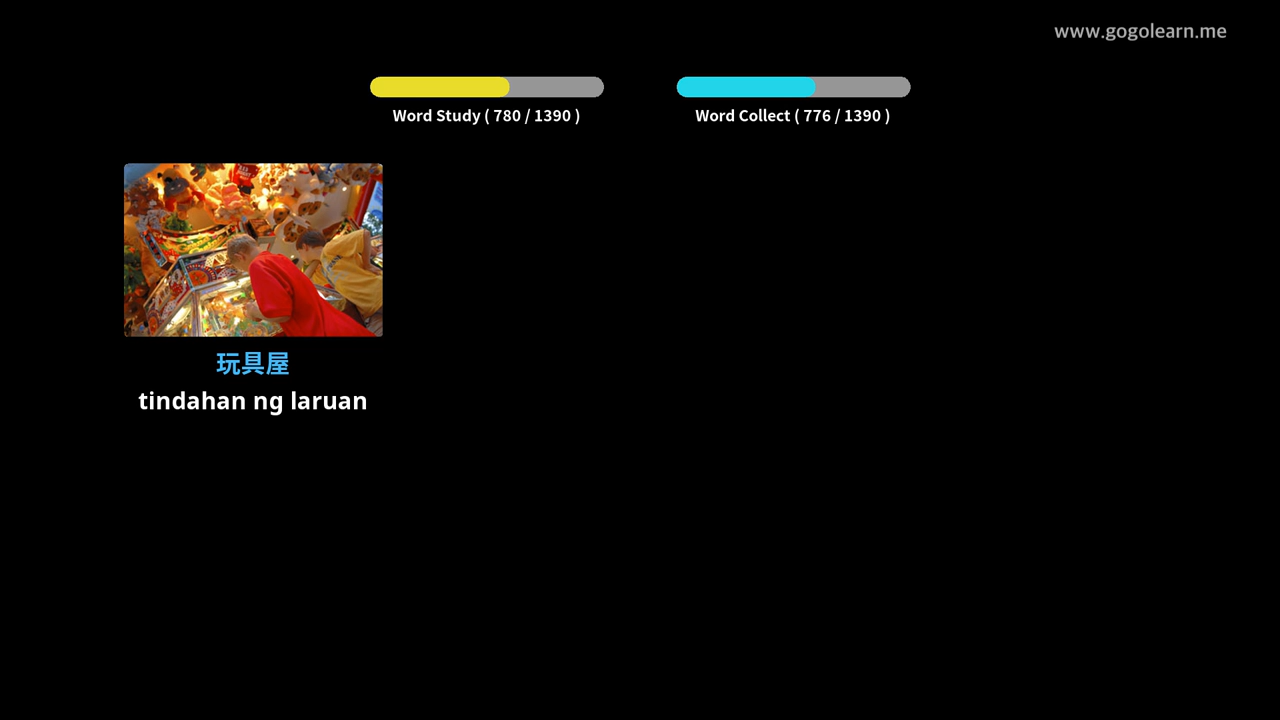 www.gogolearn.me
Word Study ( 780 / 1390 )
Word Collect ( 776 / 1390 )
玩具屋
tindahan ng laruan